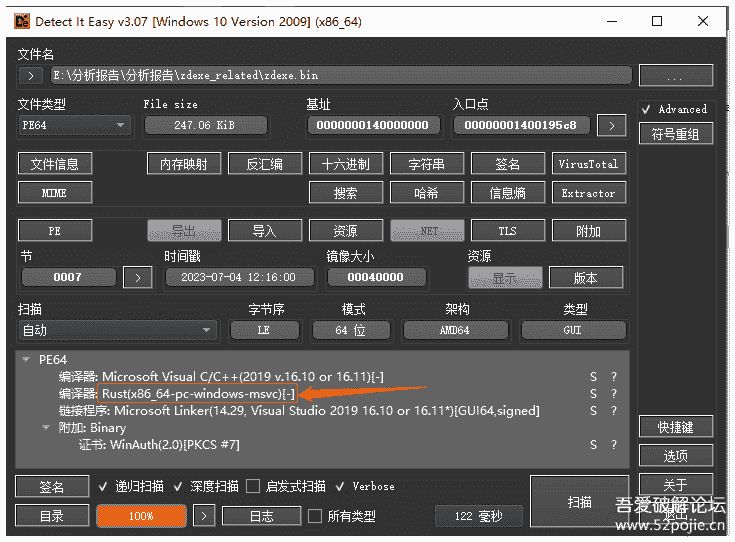 Detect It Easy v3.07 [Windows 10 Version 2009] (x86_64)
文件名
> E:\分析报告\分析报告\zdexe_related\zdexe.bin ...
文件类型 File size 基址 入口点 Advanced
PE64 247.06 KiB 0000000140000000 00000001400195c8 > 符号重组
文件信息 内存映射 反汇编 十六进制 字符串 签名 VirusTotal
MIME 搜索 哈希 信息熵 Extractor
PE 导出 导入 资源 .NET TLS 附加
节 时间戳 镜像大小 资源
0007 > 2023-07-04 12:16:00 00040000 显示 版本
扫描 字节序 模式 架构 类型
自动 LE 64 位 AMD64 GUI
PE64
编译器: Microsoft Visual C/C++(2019 v.16.10 or 16.11)[-] S ?
编译器: Rust(x86_64-pc-windows-msvc)[-] S ?
链接程序: Microsoft Linker(14.29, Visual Studio 2019 16.10 or 16.11*)[GUI64,signed] S ?
附加: Binary
证书: WinAuth(2.0)[PKCS #7] S ?
快捷键
选项
签名 递归扫描 深度扫描 启发式扫描 Verbose 扫描 关于
目录 100% > 日志 所有类型 122 毫秒 退出
吾爱破解论坛
www.52pojie.cn